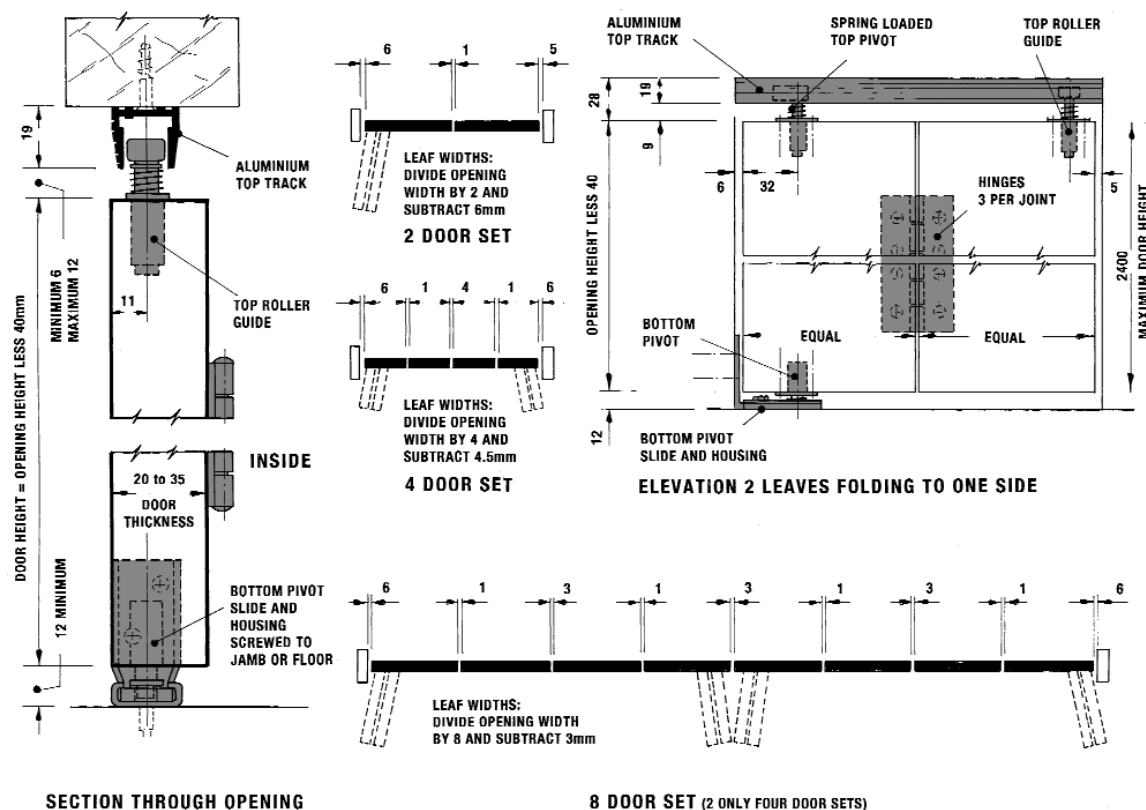 19
ALUMINIUM
TOP TRACK
MINIMUM 6
MAXIMUM 12
11
TOP ROLLER
GUIDE
DOOR HEIGHT = OPENING HEIGHT LESS 40mm
INSIDE
20 to 35
DOOR
THICKNESS
12 MINIMUM
BOTTOM PIVOT
SLIDE AND
HOUSING
SCREWED TO
JAMB OR FLOOR
SECTION THROUGH OPENING
6 1 5
LEAF WIDTHS:
DIVIDE OPENING
WIDTH BY 2 AND
SUBTRACT 6mm
2 DOOR SET
6 1 4 1 6
LEAF WIDTHS:
DIVIDE OPENING
WIDTH BY 4 AND
SUBTRACT 4.5mm
4 DOOR SET
ALUMINIUM
TOP TRACK
SPRING LOADED
TOP PIVOT
TOP ROLLER
GUIDE
28
19
9
6 32
5
HINGES
3 PER JOINT
OPENING HEIGHT LESS 40
2400
MAXIMUM DOOR HEIGHT
BOTTOM
PIVOT
EQUAL EQUAL
12
BOTTOM PIVOT
SLIDE AND HOUSING
ELEVATION 2 LEAVES FOLDING TO ONE SIDE
6 1 3 1 3 1 3 1 6
LEAF WIDTHS:
DIVIDE OPENING WIDTH
BY 8 AND SUBTRACT 3mm
8 DOOR SET (2 ONLY FOUR DOOR SETS)